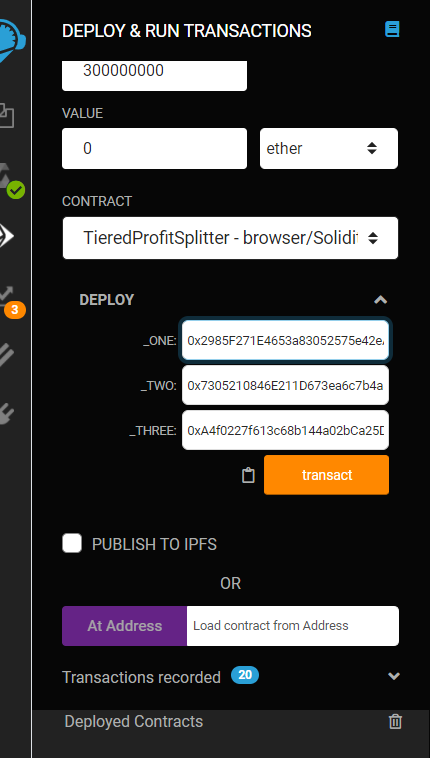 DEPLOY & RUN TRANSACTIONS
300000000
VALUE
0 ether
CONTRACT
TieredProfitSplitter - browser/Solidit
DEPLOY
3
_ONE: 0x2985F271E4653a83052575e42e
_TWO: 0x7305210846E211D673ea6c7b4a
_THREE: 0xA4f0227f613c68b144a02bCa25
transact
PUBLISH TO IPFS
OR
At Address Load contract from Address
Transactions recorded 20
Deployed Contracts